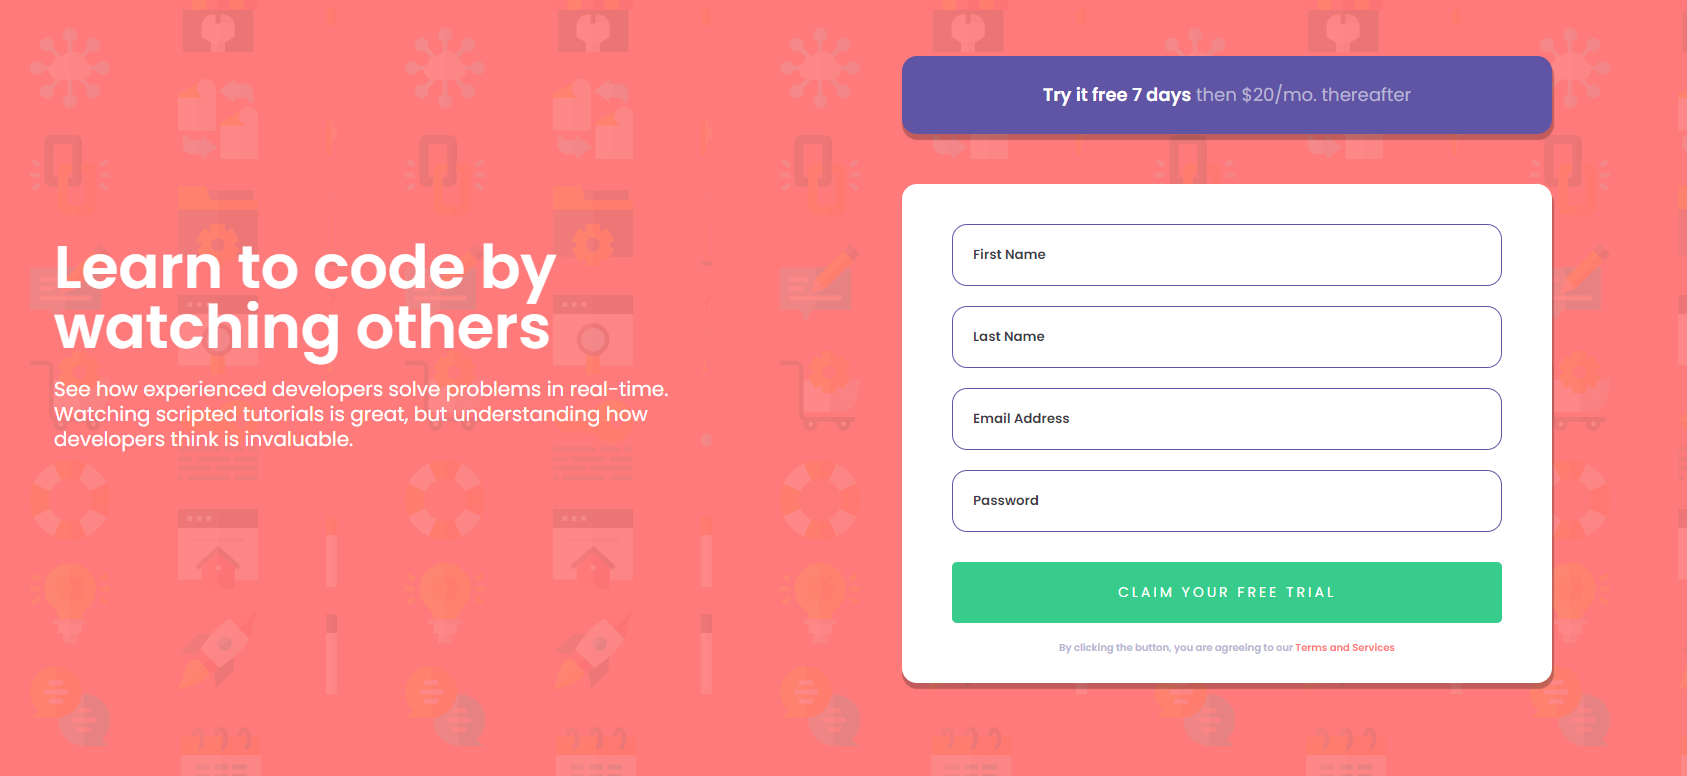 Learn to code by
watching others
See how experienced developers solve problems in real-time.
Watching scripted tutorials is great, but understanding how
developers think is invaluable.
Try it free 7 days then $20/mo. thereafter
First Name
Last Name
Email Address
Password
CLAIM YOUR FREE TRIAL
By clicking the button, you are agreeing to our Terms and Services